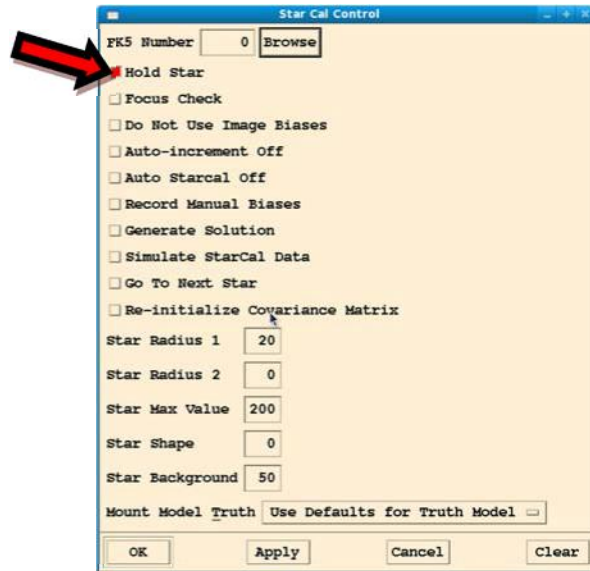 Star Cal Control
FK5 Number 0 Browse
Hold Star
Focus Check
Do Not Use Image Biases
Auto-increment Off
Auto Starcal Off
Record Manual Biases
Generate Solution
Simulate StarCal Data
Go To Next Star
Re-initialize Covariance Matrix
Star Radius 1 20
Star Radius 2 0
Star Max Value 200
Star Shape 0
Star Background 50
Mount Model Truth Use Defaults for Truth Model
OK Apply Cancel Clear